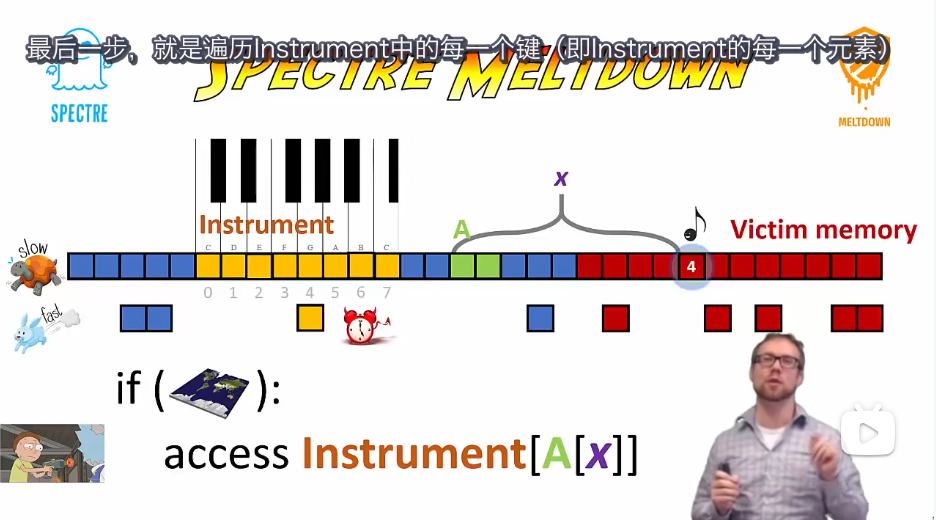 最后一步，就是遍历Instrument中的每一个键（即Instrument的每一个元素）
SPECTRE MELTDOWN
SPECTRE
MELTDOWN
x
Instrument
A
Victim memory
C D E F G A B C
slow
4
0 1 2 3 4 5 6 7
fast
if ( ):
access Instrument[A[x]]